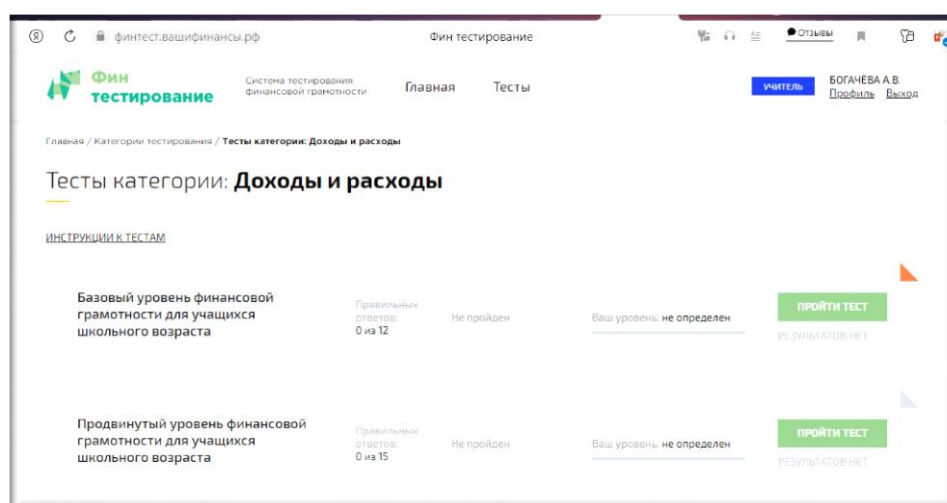 финтест.вашифинансы.рф
Фин тестирование
Отзывы
Фин
тестирование
Система тестирования
финансовой грамотности
Главная
Тесты
УЧИТЕЛЬ
БОГАЧЁВА А.В.
Профиль Выход
Главная / Категории тестирования / Тесты категории: Доходы и расходы
Тесты категории: Доходы и расходы
ИНСТРУКЦИИ К ТЕСТАМ
Базовый уровень финансовой
грамотности для учащихся
школьного возраста
Правильных
ответов:
0 из 12
Не пройден
Ваш уровень: не определен
ПРОЙТИ ТЕСТ
РЕЗУЛЬТАТОВ НЕТ
Продвинутый уровень финансовой
грамотности для учащихся
школьного возраста
Правильных
ответов:
0 из 15
Не пройден
Ваш уровень: не определен
ПРОЙТИ ТЕСТ
РЕЗУЛЬТАТОВ НЕТ